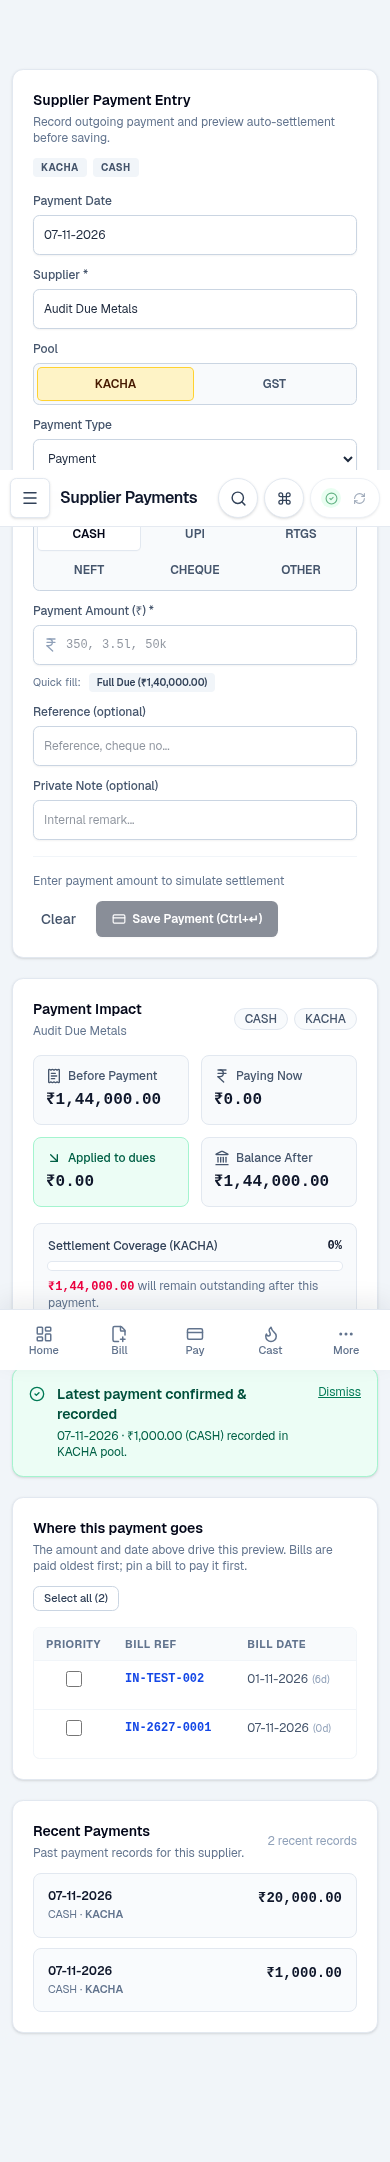 Supplier Payment Entry
Record outgoing payment and preview auto-settlement
before saving.
KACHA CASH
Payment Date
07-11-2026
Supplier *
Audit Due Metals
Pool
KACHA GST
Payment Type
Payment
Supplier Payments
CASH UPI RTGS
NEFT CHEQUE OTHER
Payment Amount (₹) *
350, 3.5l, 50k
Quick fill: Full Due (₹1,40,000.00)
Reference (optional)
Reference, cheque no...
Private Note (optional)
Internal remark...
Enter payment amount to simulate settlement
Clear Save Payment (Ctrl+↵)
Payment Impact
Audit Due Metals
CASH KACHA
Before Payment
₹1,44,000.00
Paying Now
₹0.00
Applied to dues
₹0.00
Balance After
₹1,44,000.00
Settlement Coverage (KACHA) 0%
₹1,44,000.00 will remain outstanding after this
payment.
Home Bill Pay Cast More
Latest payment confirmed &
recorded
Dismiss
07-11-2026 · ₹1,000.00 (CASH) recorded in
KACHA pool.
Where this payment goes
The amount and date above drive this preview. Bills are
paid oldest first; pin a bill to pay it first.
Select all (2)
PRIORITY BILL REF BILL DATE
IN-TEST-002 01-11-2026 (6d)
IN-2627-0001 07-11-2026 (0d)
Recent Payments
Past payment records for this supplier.
2 recent records
07-11-2026 ₹20,000.00
CASH · KACHA
07-11-2026 ₹1,000.00
CASH · KACHA